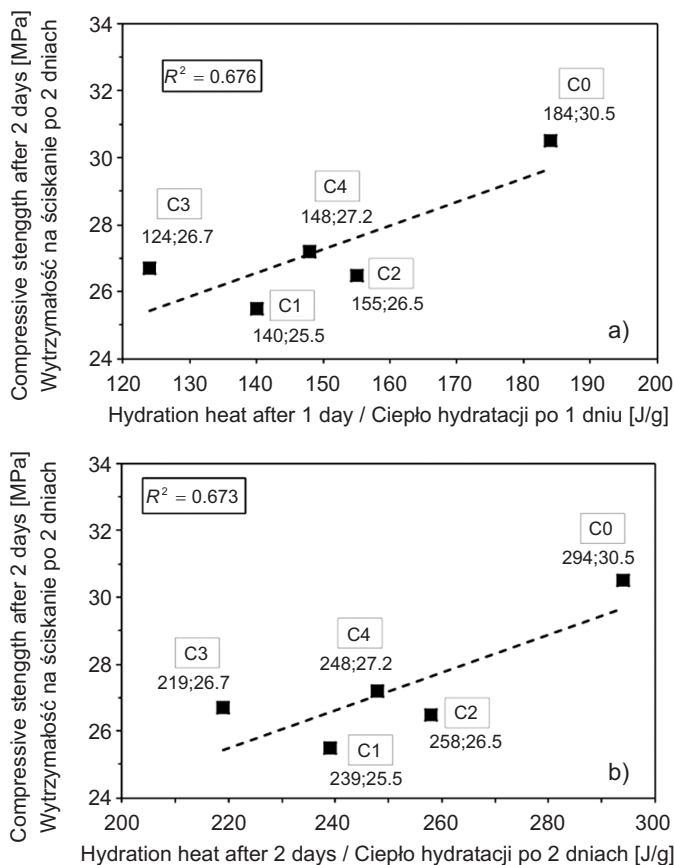 34
32
30
28
26
24
Compressive stenggth after 2 days [MPa]
Wytrzymałość na ściskanie po 2 dniach
R² = 0.676
C0
184;30.5
C4
148;27.2
C3
124;26.7
C2
155;26.5
C1
140;25.5
a)
120 130 140 150 160 170 180 190 200
Hydration heat after 1 day / Ciepło hydratacji po 1 dniu [J/g]
34
32
30
28
26
24
Compressive stenggth after 2 days [MPa]
Wytrzymałość na ściskanie po 2 dniach
R² = 0.673
C0
294;30.5
C4
248;27.2
C3
219;26.7
C2
258;26.5
C1
239;25.5
b)
200 220 240 260 280 300
Hydration heat after 2 days / Ciepło hydratacji po 2 dniach [J/g]